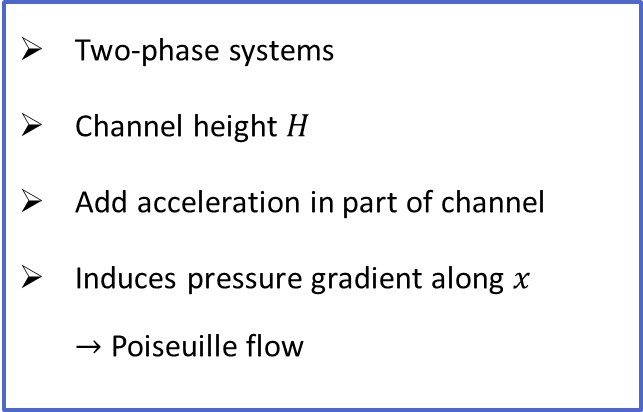 ➢ Two-phase systems
➢ Channel height 𝐻
➢ Add acceleration in part of channel
➢ Induces pressure gradient along 𝑥
→ Poiseuille flow